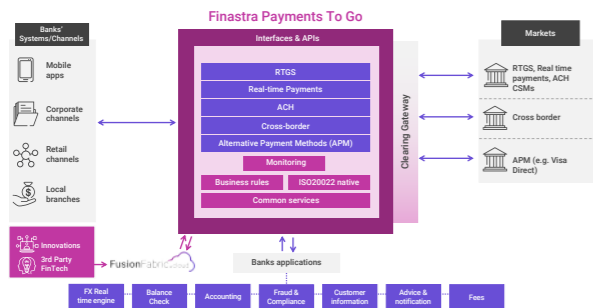 Finastra Payments To Go
Banks'
Systems/Channels
Mobile
apps
Corporate
channels
Retail
channels
Local
branches
Innovations
3rd Party
FinTech
FusionFabric.cloud
Interfaces & APIs
RTGS
Real-time Payments
ACH
Cross-border
Alternative Payment Methods (APM)
Monitoring
Business rules
ISO20022 native
Common services
Clearing Gateway
Markets
RTGS, Real time
payments, ACH
CSMs
Cross border
APM (e.g. Visa
Direct)
Banks applications
FX Real
time engine
Balance
Check
Accounting
Fraud &
Compliance
Customer
information
Advice &
notification
Fees